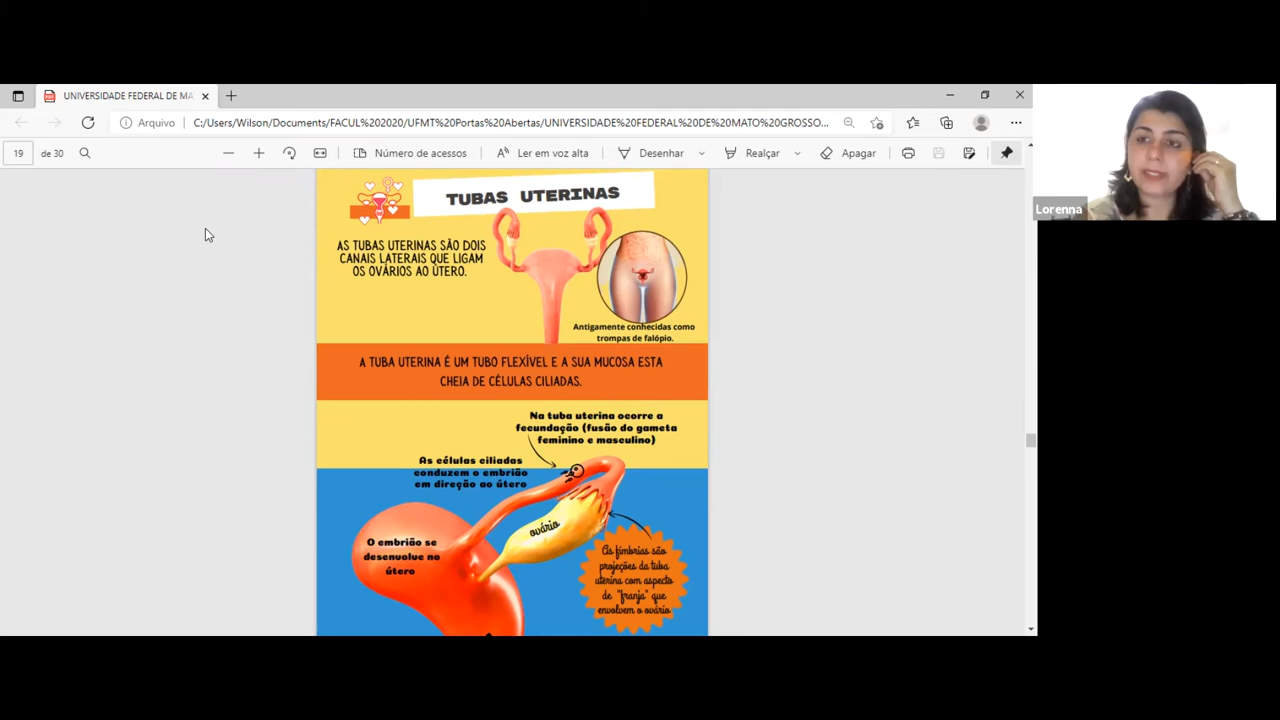 UNIVERSIDADE FEDERAL DE MA
Arquivo
C:/Users/Wilson/Documents/FACUL%202020/UFMT%20Portas%20Abertas/UNIVERSIDADE%20FEDERAL%20DE%20MATO%20GROSSO...
19 de 30
Número de acessos
Ler em voz alta
Desenhar
Realçar
Apagar
Lorenna
TUBAS UTERINAS
AS TUBAS UTERINAS SÃO DOIS
CANAIS LATERAIS QUE LIGAM
OS OVÁRIOS AO ÚTERO.
Antigamente conhecidas como
trompas de falópio.
A TUBA UTERINA É UM TUBO FLEXÍVEL E A SUA MUCOSA ESTA
CHEIA DE CÉLULAS CILIADAS.
Na tuba uterina ocorre a
fecundação (fusão do gameta
feminino e masculino)
As células ciliadas
conduzem o embrião
em direção ao útero
ovário
O embrião se
desenvolve no
útero
As fímbrias são
projeções da tuba
uterina com aspecto
de "franja" que
envolvem o ovário